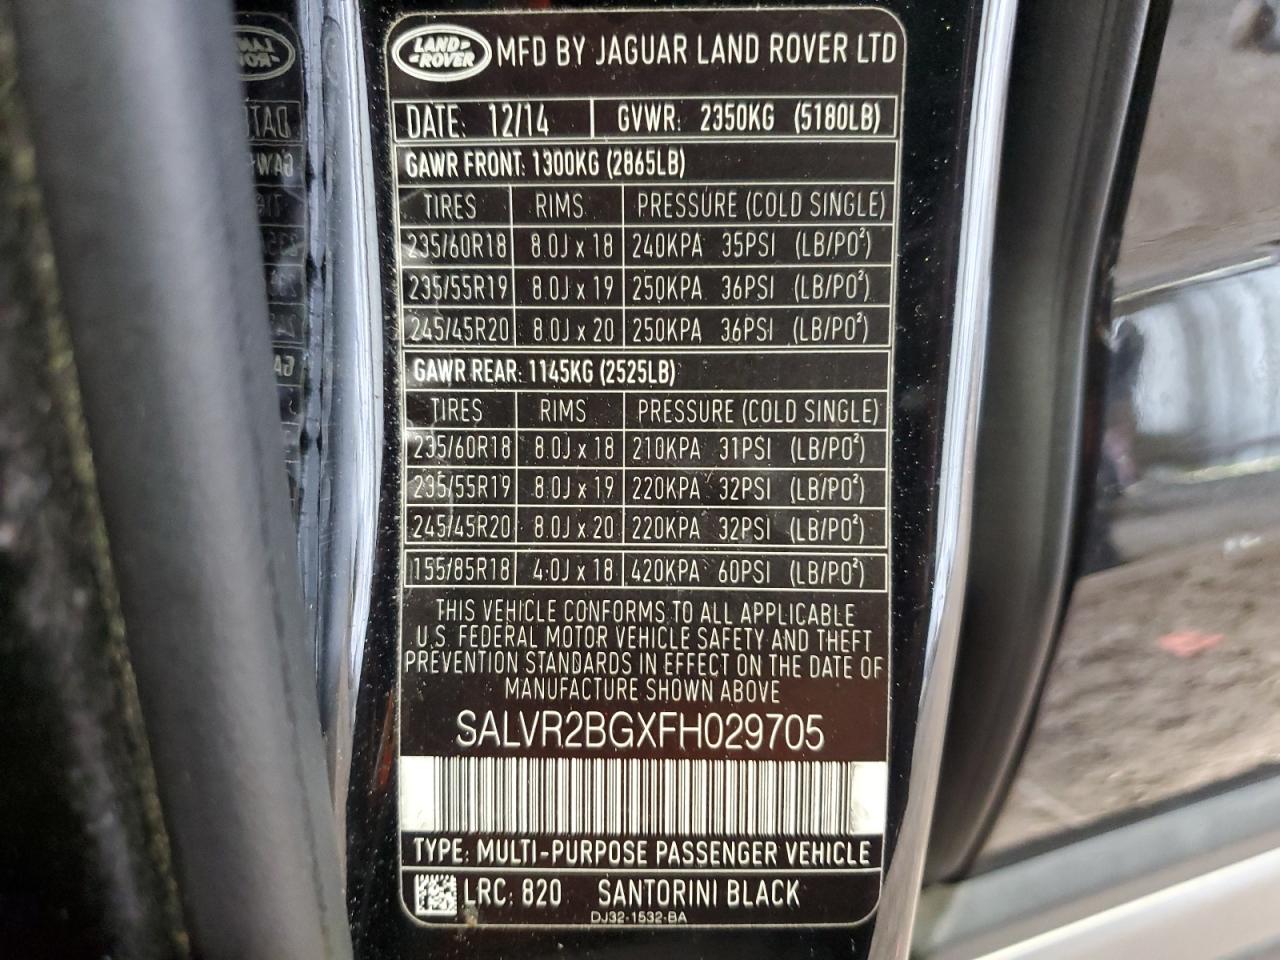 LAND-
-ROVER
MFD BY JAGUAR LAND ROVER LTD
DATE: 12/14 GVWR: 2350KG (5180LB)
GAWR FRONT: 1300KG (2865LB)
TIRES RIMS PRESSURE (COLD SINGLE)
235/60R18 8.0J x 18 240KPA 35PSI (LB/PO²)
235/55R19 8.0J x 19 250KPA 36PSI (LB/PO²)
245/45R20 8.0J x 20 250KPA 36PSI (LB/PO²)
GAWR REAR: 1145KG (2525LB)
TIRES RIMS PRESSURE (COLD SINGLE)
235/60R18 8.0J x 18 210KPA 31PSI (LB/PO²)
235/55R19 8.0J x 19 220KPA 32PSI (LB/PO²)
245/45R20 8.0J x 20 220KPA 32PSI (LB/PO²)
155/85R18 4.0J x 18 420KPA 60PSI (LB/PO²)
THIS VEHICLE CONFORMS TO ALL APPLICABLE
U.S. FEDERAL MOTOR VEHICLE SAFETY AND THEFT
PREVENTION STANDARDS IN EFFECT ON THE DATE OF
MANUFACTURE SHOWN ABOVE
SALVR2BGXFH029705
TYPE: MULTI-PURPOSE PASSENGER VEHICLE
LRC: 820 SANTORINI BLACK
DJ32-1532-BA